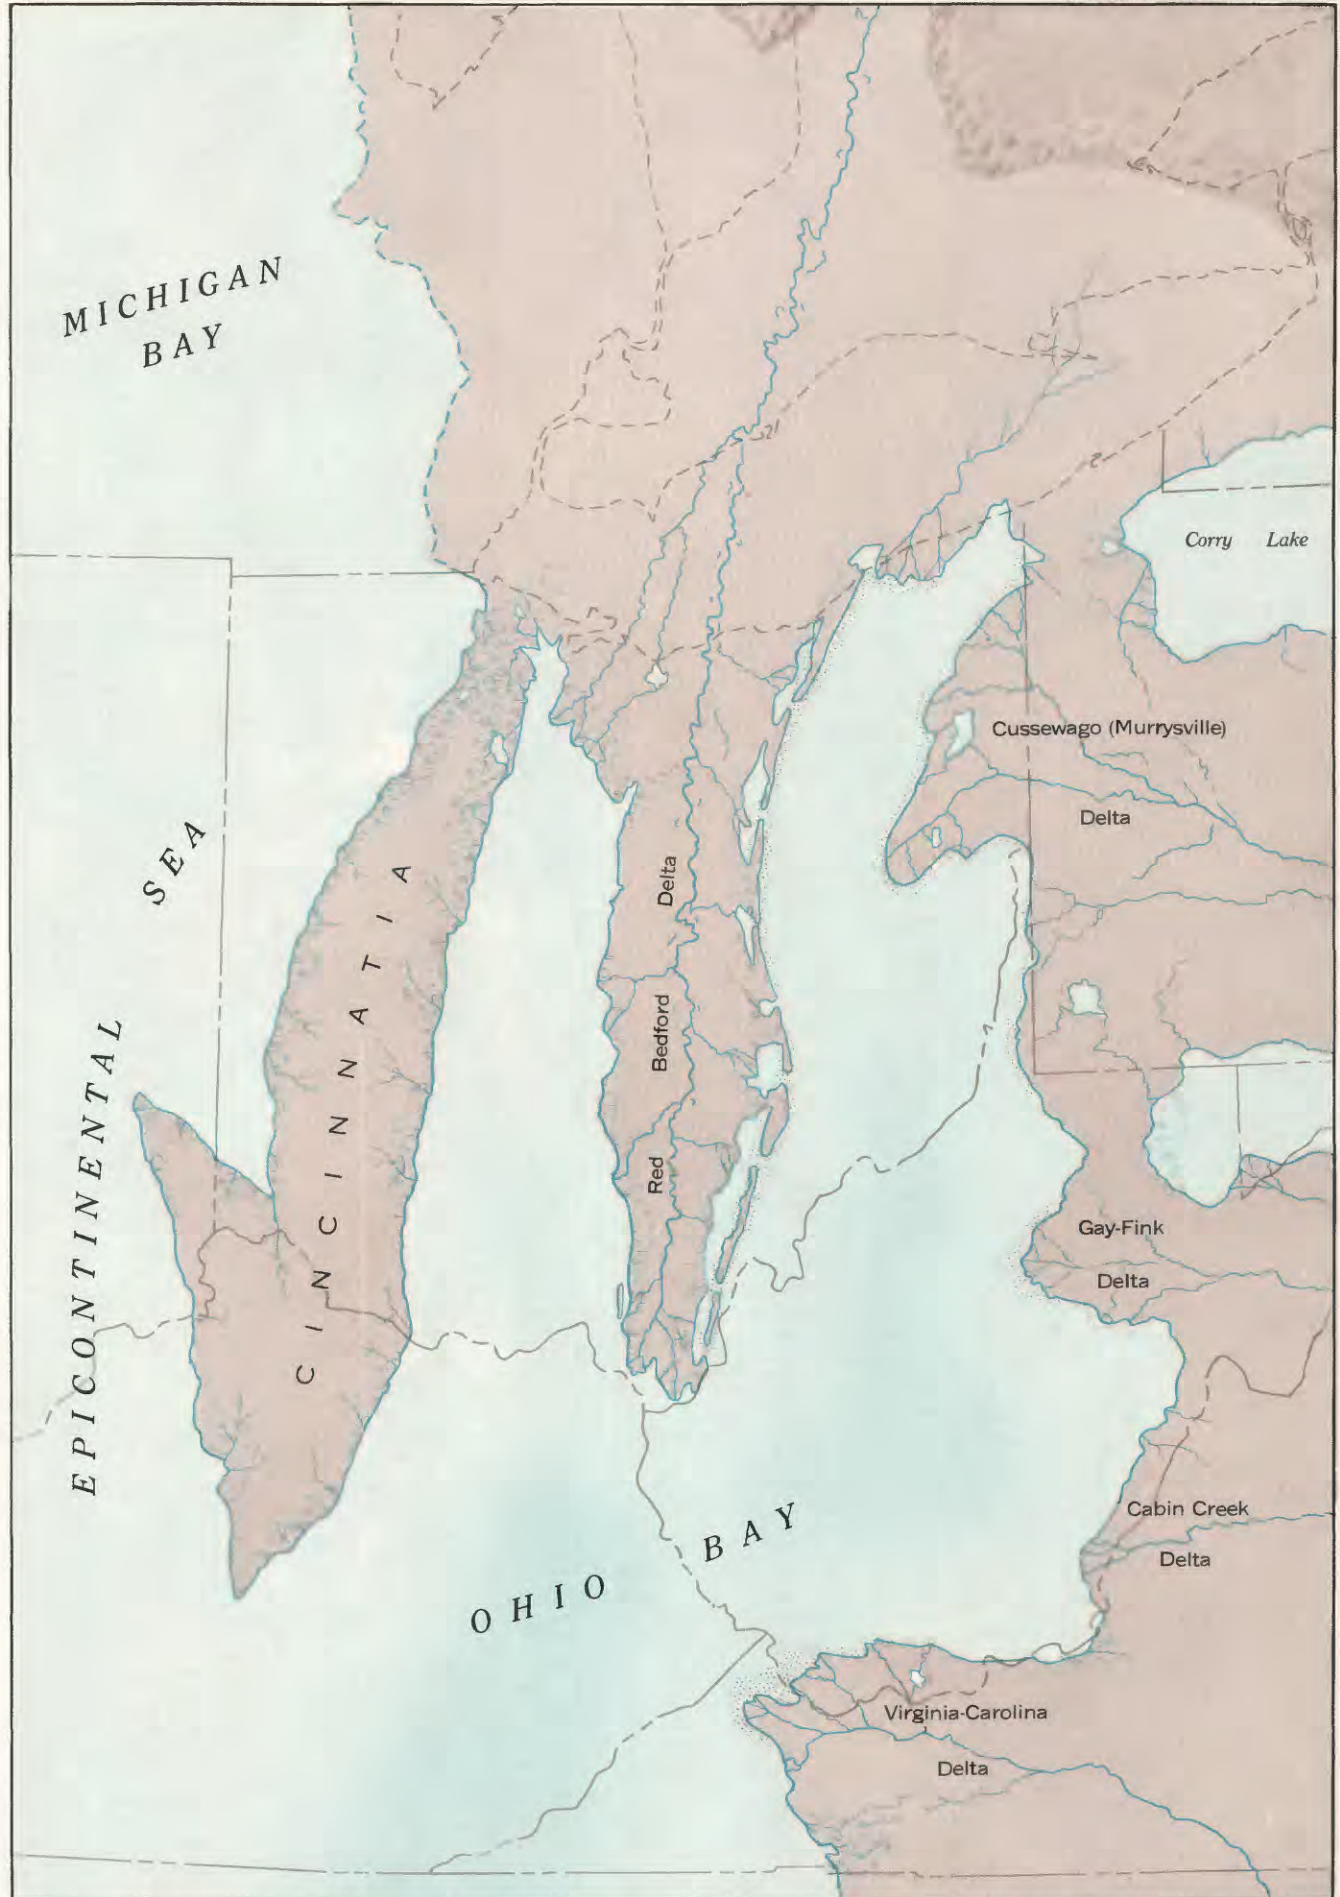 MICHIGAN
BAY
Corry Lake
Cussewago (Murrysville)
Delta
SEA
EPICONTINENTAL
CINCINNATIA
Delta
Bedford
Red
Gay-Fink
Delta
Cabin Creek
Delta
BAY
OHIO
Virginia-Carolina
Delta